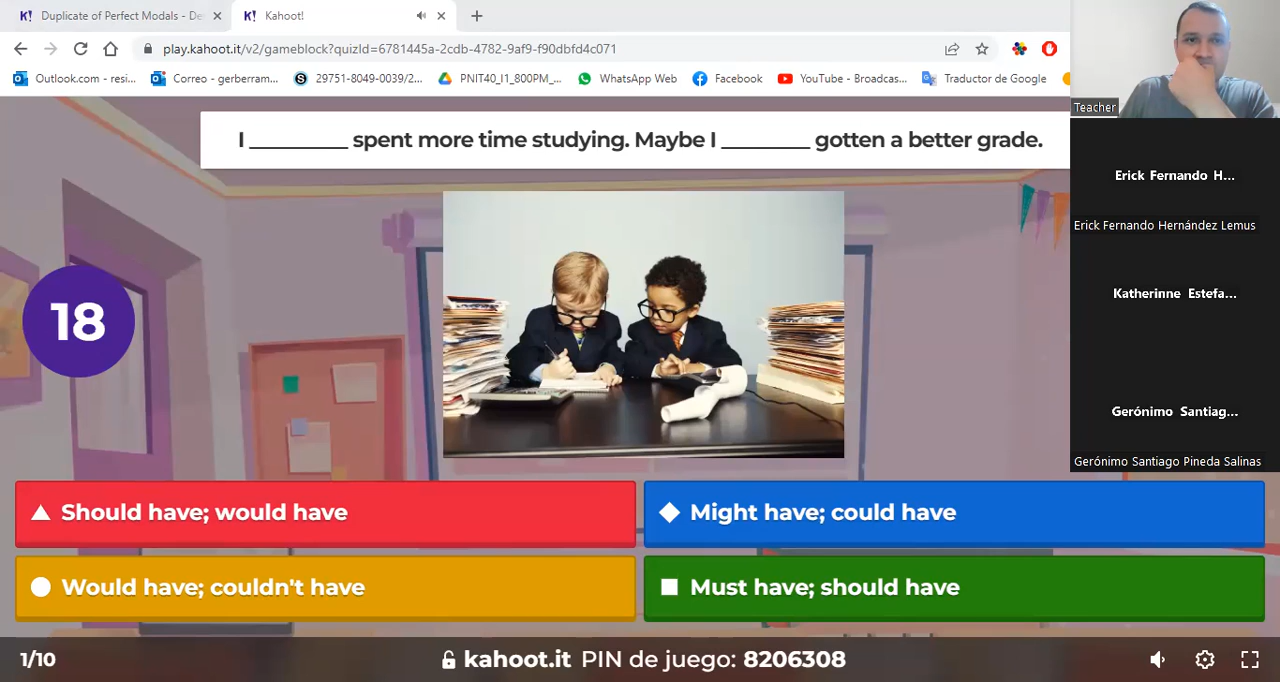 Duplicate of Perfect Modals - De
Kahoot!
play.kahoot.it/v2/gameblock?quizId=6781445a-2cdb-4782-9af9-f90dbfd4c071
Outlook.com - resi...
Correo - gerberram...
29751-8049-0039/2...
PNIT40_I1_800PM_...
WhatsApp Web
Facebook
YouTube - Broadcas...
Traductor de Google
Teacher
I _________ spent more time studying. Maybe I ________ gotten a better grade.
Erick Fernando H...
Erick Fernando Hernández Lemus
Katherinne Estefa...
Gerónimo Santiag...
Gerónimo Santiago Pineda Salinas
18
Should have; would have
Might have; could have
Would have; couldn't have
Must have; should have
1/10
kahoot.it PIN de juego: 8206308